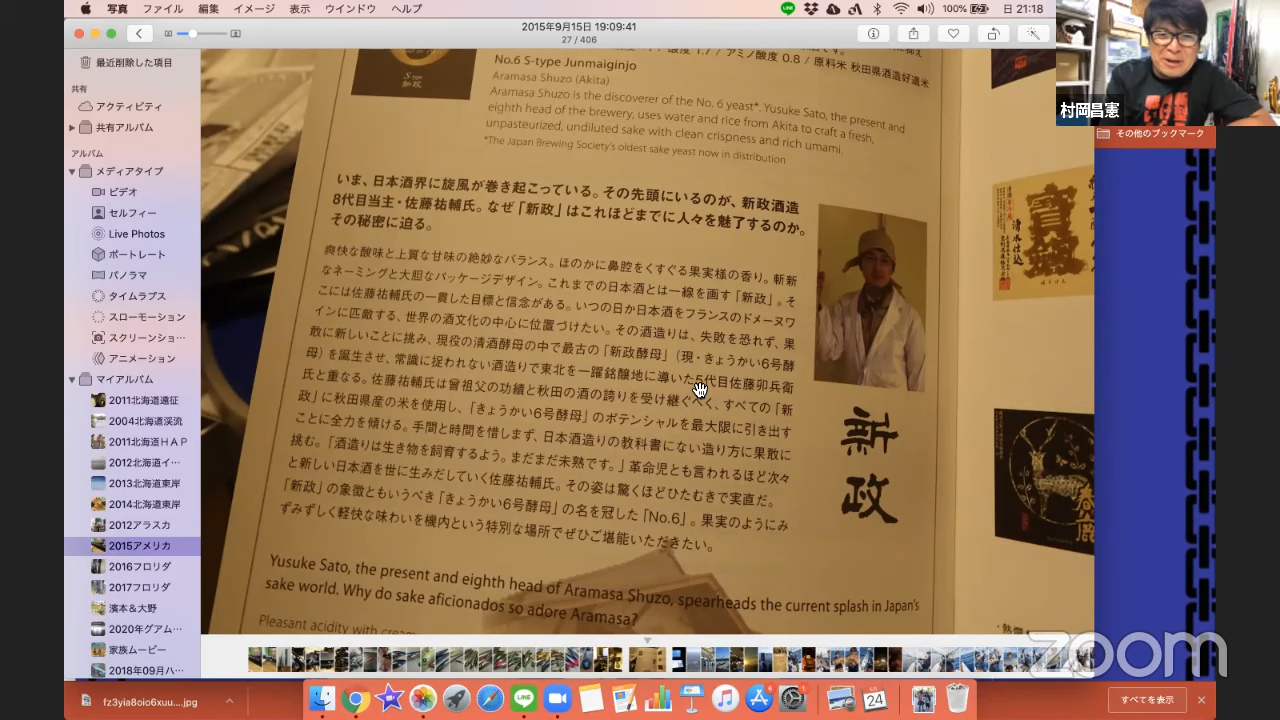 写真 ファイル 編集 イメージ 表示 ウインドウ ヘルプ
100%
日 21:18
2015年9月15日 19:09:41
27 / 406
村岡昌憲
その他のブックマーク
最近削除した項目
共有
アクティビティ
共有アルバム
アルバム
メディアタイプ
ビデオ
セルフィー
Live Photos
ポートレート
パノラマ
タイムラプス
スローモーション
スクリーンショ…
アニメーション
マイアルバム
2011北海道遠征
2004北海道渓流
2011北海道ＨＡＰ
2012北海道イ…
2013北海道東岸
2014北海道東岸
2012アラスカ
2015アメリカ
2016フロリダ
2017フロリダ
濱本＆大野
2020年グアム…
家族ムービー
2018年09月ハ…
酸度 1.7 / アミノ酸度 0.8 / 原料米 秋田県酒造好適米
S-TYPE
新政
No.6 S-type Junmaiginjo
Aramasa Shuzo (Akita)
Aramasa Shuzo is the discoverer of the No. 6 yeast*. Yusuke Sato, the present and
eighth head of the brewery, uses water and rice from Akita to craft a fresh,
unpasteurized, undiluted sake with clean crispness and rich umami.
*The Japan Brewing Society's oldest sake yeast now in distribution
いま、日本酒界に旋風が巻き起こっている。その先頭にいるのが、新政酒造
8代目当主・佐藤祐輔氏。なぜ「新政」はこれほどまでに人々を魅了するのか。
その秘密に迫る。
爽快な酸味と上質な甘味の絶妙なバランス。ほのかに鼻腔をくすぐる果実様の香り。斬新
なネーミングと大胆なパッケージデザイン。これまでの日本酒とは一線を画す「新政」。そ
こには佐藤祐輔氏の一貫した目標と信念がある。いつの日か日本酒をフランスのドメーヌワ
インに匹敵する、世界の酒文化の中心に位置づけたい。その酒造りは、失敗を恐れず、果
敢に新しいことに挑み、現役の清酒酵母の中で最古の「新政酵母」（現・きょうかい6号酵
母）を誕生させ、常識に捉われない酒造りで東北を一躍銘醸地に導いた5代目佐藤卯兵衛
氏と重なる。佐藤祐輔氏は曾祖父の功績と秋田の酒の誇りを受け継ぐべく、すべての「新
政」に秋田県産の米を使用し、「きょうかい6号酵母」のポテンシャルを最大限に引き出す
ことに全力を傾ける。手間と時間を惜しまず、日本酒造りの教科書にない造り方に果敢に
挑む。「酒造りは生き物を飼育するよう。まだまだ未熟です。」革命児とも言われるほど次々
と新しい日本酒を世に生みだしていく佐藤祐輔氏。その姿は驚くほどひたむきで実直だ。
「新政」の象徴ともいうべき「きょうかい6号酵母」の名を冠した「No.6」。果実のようにみ
ずみずしく軽快な味わいを機内という特別な場所でぜひご堪能いただきたい。
新政
Yusuke Sato, the present and eighth head of Aramasa Shuzo, spearheads the current splash in Japan's
sake world. Why do sake aficionados so adore Aramasa?
Pleasant acidity with
湧水仕込
zoom
fz3yia8oio6xuu....jpg
24
すべてを表示